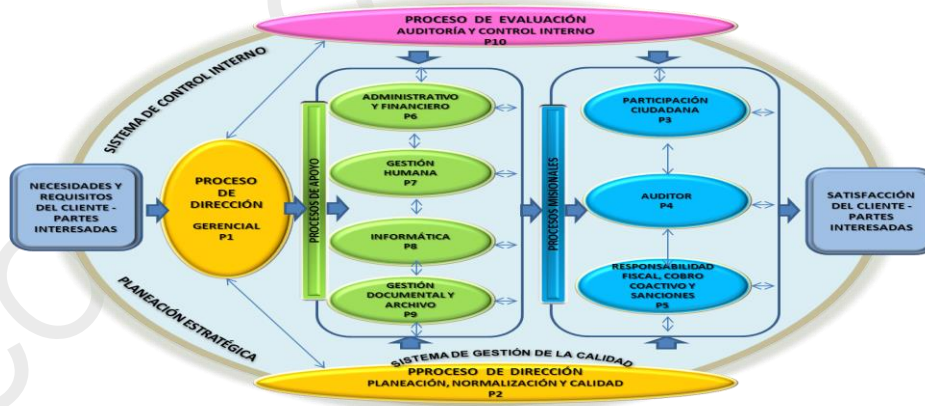 PROCESO DE EVALUACIÓN
AUDITORÍA Y CONTROL INTERNO
P10
SISTEMA DE CONTROL INTERNO
NECESIDADES Y
REQUISITOS
DEL CLIENTE -
PARTES
INTERESADAS
PROCESO
DE
DIRECCIÓN
GERENCIAL
P1
PROCESOS DE APOYO
ADMINISTRATIVO
Y FINANCIERO
P6
GESTIÓN
HUMANA
P7
INFORMÁTICA
P8
GESTIÓN
DOCUMENTAL Y
ARCHIVO
P9
PROCESOS MISIONALES
PARTICIPACIÓN
CIUDADANA
P3
AUDITOR
P4
RESPONSABILIDAD
FISCAL, COBRO
COACTIVO Y
SANCIONES
P5
SATISFACCIÓN
DEL CLIENTE -
PARTES
INTERESADAS
PLANEACIÓN ESTRATÉGICA
SISTEMA DE GESTIÓN DE LA CALIDAD
PPROCESO DE DIRECCIÓN
PLANEACIÓN, NORMALIZACIÓN Y CALIDAD
P2